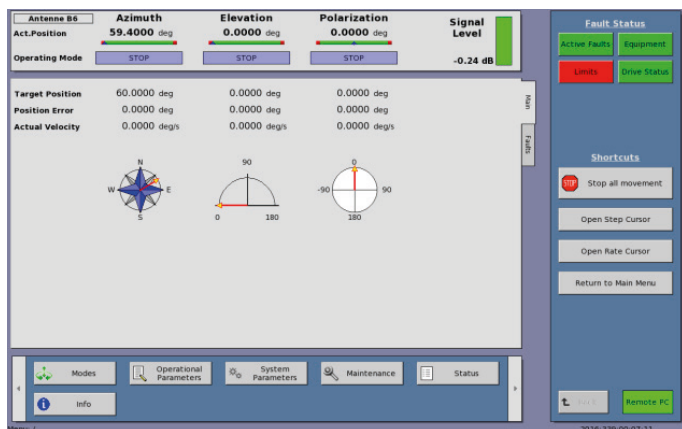 Antenne B6 Azimuth Elevation Polarization Signal Level
Act.Position 59.4000 deg 0.0000 deg 0.0000 deg
Operating Mode STOP STOP STOP -0.24 dB
Target Position 60.0000 deg 0.0000 deg 0.0000 deg
Position Error 0.0000 deg 0.0000 deg 0.0000 deg
Actual Velocity 0.0000 deg/s 0.0000 deg/s 0.0000 deg/s
Main
Faults
N 90 0
W E -90 90
S 0 180 180
Modes Operational Parameters System Parameters Maintenance Status
Info
Fault Status
Active Faults Equipment
Limits Drive Status
Shortcuts
STOP Stop all movement
Open Step Cursor
Open Rate Cursor
Return to Main Menu
Remote PC